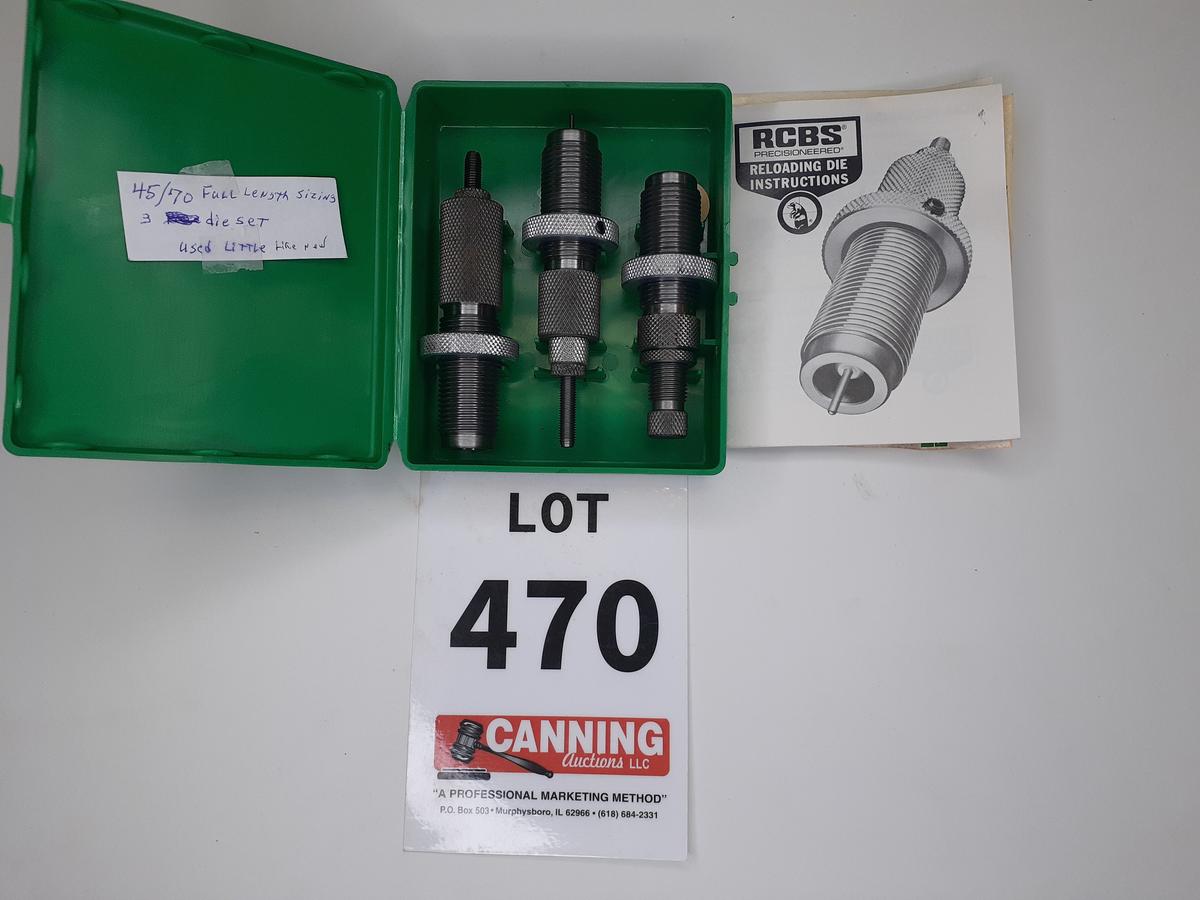 45/70 FULL LENGTH SIZING
3 die SET
used LITTLE Like new
RCBS®
PRECISIONEERED®
RELOADING DIE
INSTRUCTIONS
LOT
470
CANNING
Auctions LLC
"A PROFESSIONAL MARKETING METHOD"
P.O. Box 503 • Murphysboro, IL 62966 • (618) 684-2331